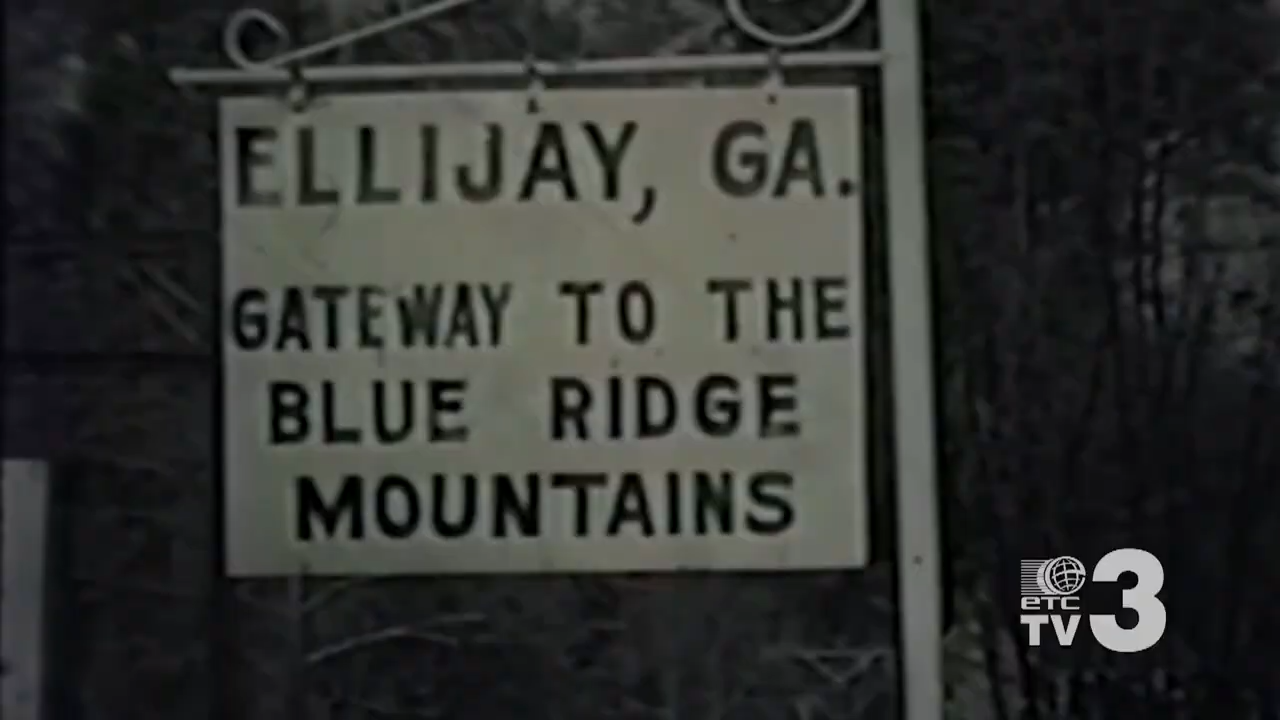 ELLIJAY, GA.
GATEWAY TO THE
BLUE RIDGE
MOUNTAINS
eTC
TV 3